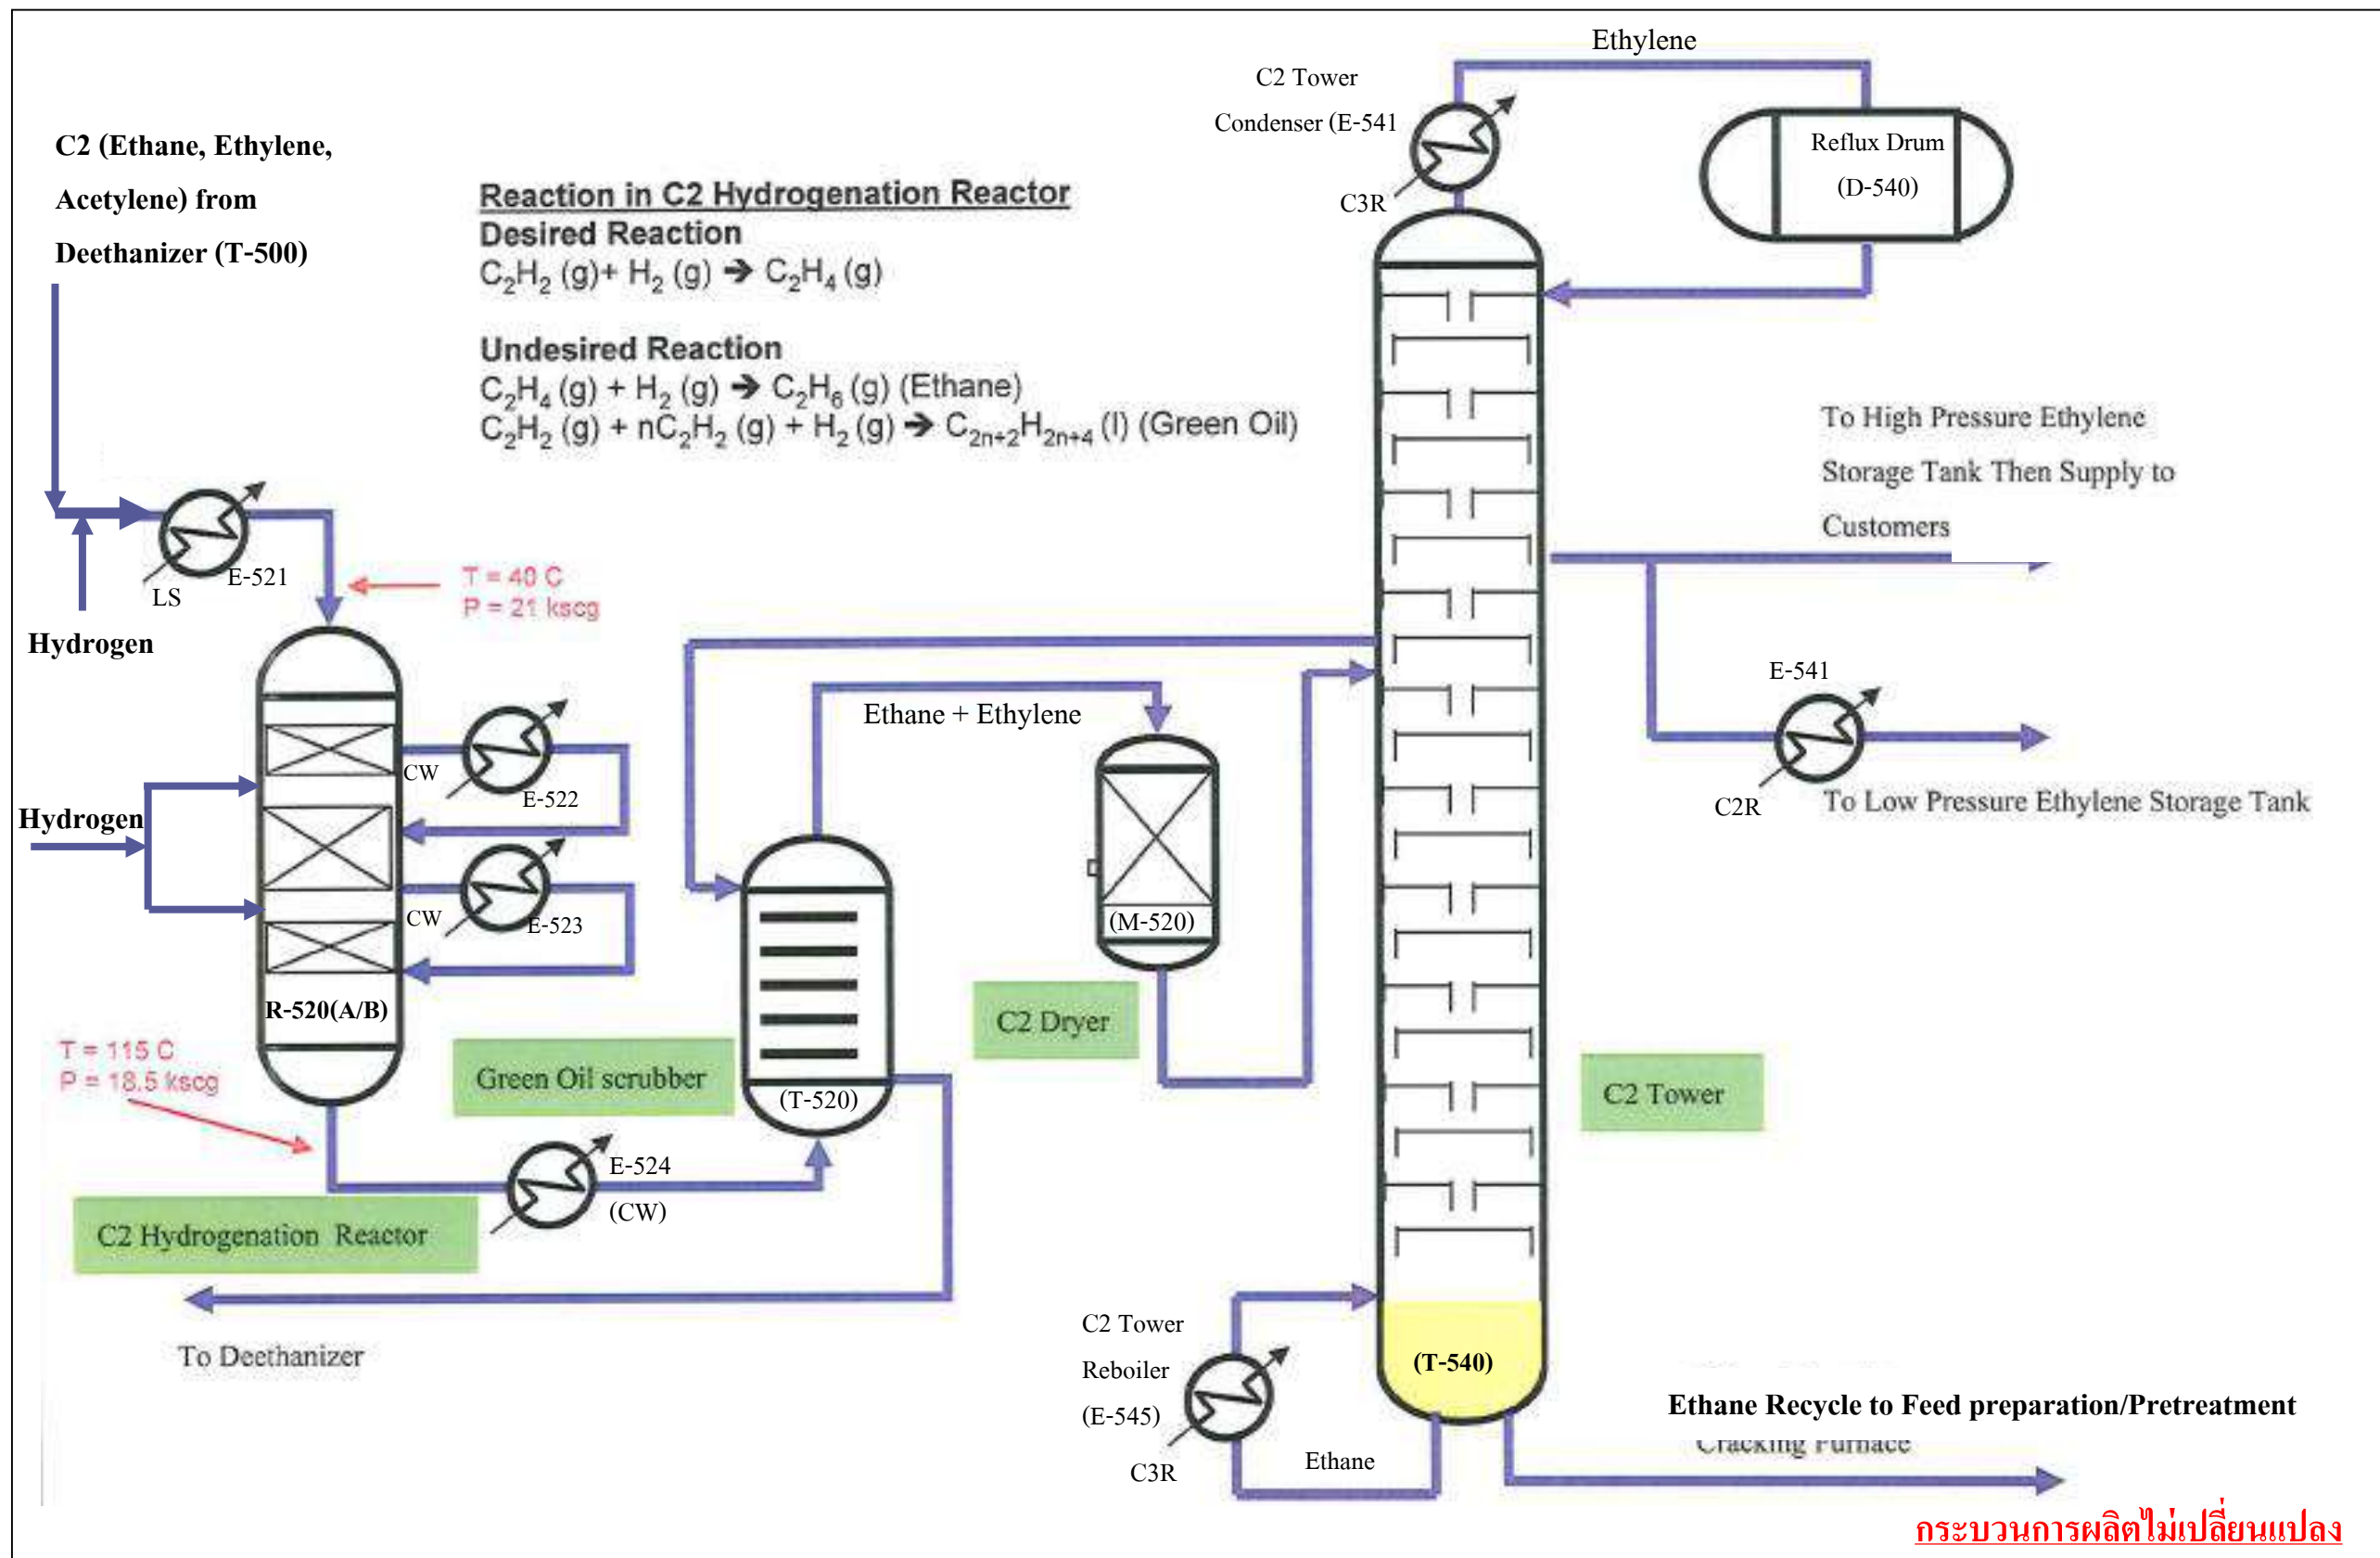 Ethylene
C2 Tower
Condenser (E-541
C3R
Reflux Drum
(D-540)
C2 (Ethane, Ethylene,
Acetylene) from
Deethanizer (T-500)
Reaction in C2 Hydrogenation Reactor
Desired Reaction
C₂H₂ (g)+ H₂ (g) ➔ C₂H₄ (g)
Undesired Reaction
C₂H₄ (g) + H₂ (g) ➔ C₂H₆ (g) (Ethane)
C₂H₂ (g) + nC₂H₂ (g) + H₂ (g) ➔ C₂ₙ₊₂H₂ₙ₊₄ (l) (Green Oil)
To High Pressure Ethylene
Storage Tank Then Supply to
Customers
E-521
LS
T = 40 C
P = 21 kscg
Hydrogen
E-541
C2R
To Low Pressure Ethylene Storage Tank
Ethane + Ethylene
CW
E-522
Hydrogen
CW
E-523
(M-520)
R-520(A/B)
C2 Dryer
T = 115 C
P = 18.5 kscg
Green Oil scrubber
(T-520)
C2 Tower
E-524
(CW)
C2 Hydrogenation Reactor
To Deethanizer
C2 Tower
Reboiler
(E-545)
C3R
Ethane
(T-540)
Ethane Recycle to Feed preparation/Pretreatment
Cracking Furnace
กระบวนการผลิตไม่เปลี่ยนแปลง